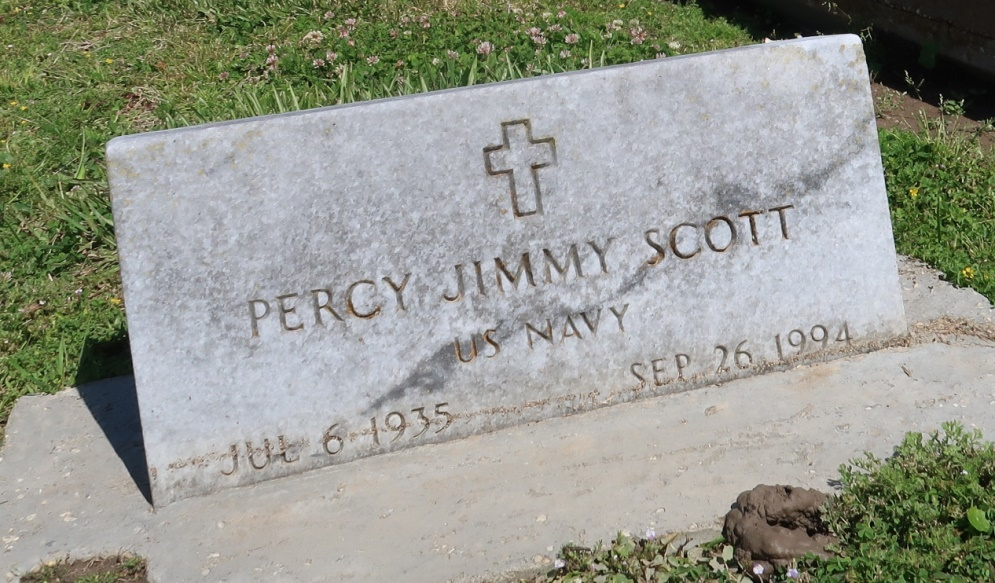 PERCY JIMMY SCOTT
US NAVY
JUL 6 1935 SEP 26 1994